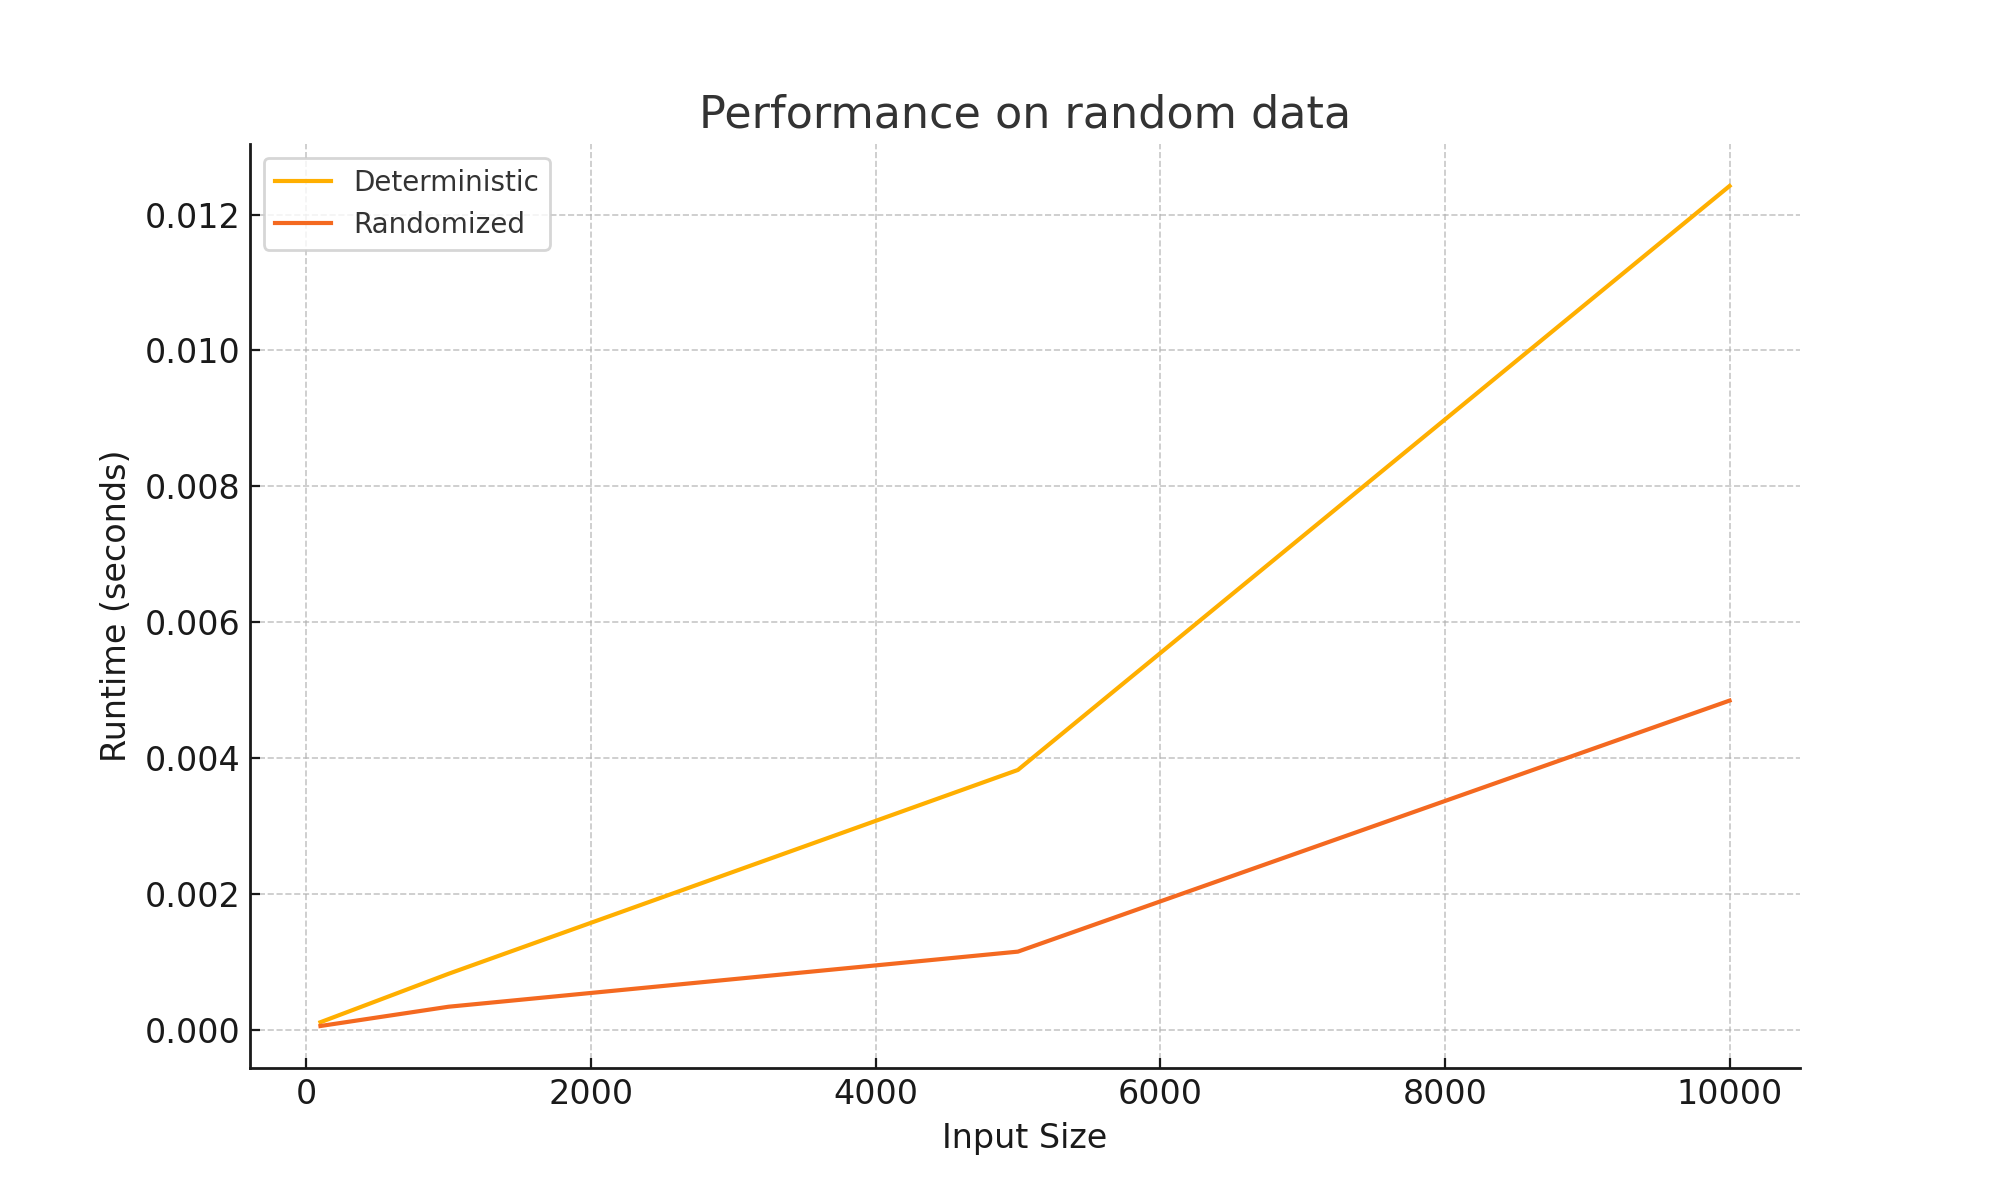 Performance on random data
Deterministic
Randomized
0.012
0.010
0.008
0.006
0.004
0.002
0.000
Runtime (seconds)
0 2000 4000 6000 8000 10000
Input Size